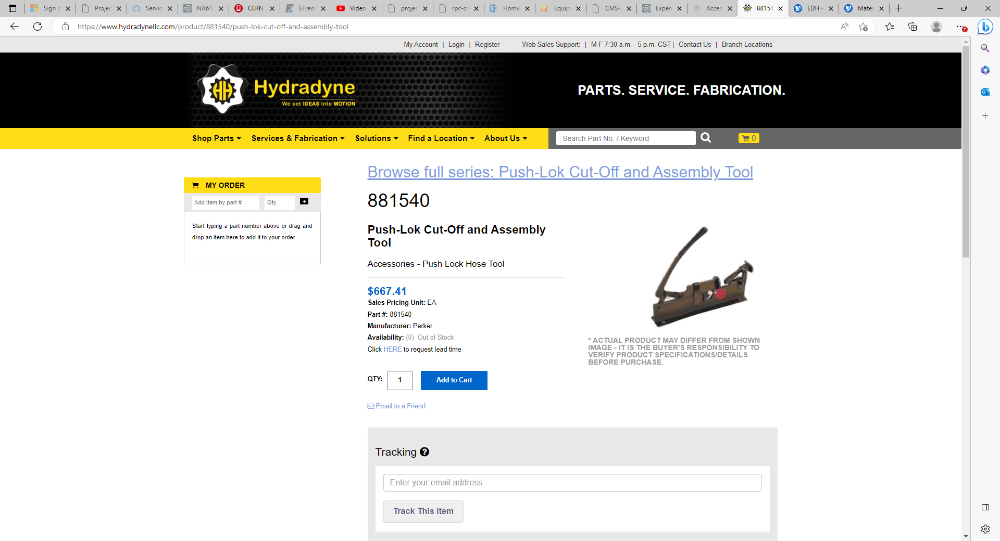 Sign o
Projec
Servic
NA61/
CERN
EFred
Video
projec
rpc-cr
Home
Equip
CMS-
Experi
Acces
88154
EDH -
Mater
https://www.hydradynellc.com/product/881540/push-lok-cut-off-and-assembly-tool
My Account | Login | Register
Web Sales Support: | M-F 7:30 a.m. - 5 p.m. CST | Contact Us | Branch Locations
Hydradyne
We set IDEAS into MOTION
PARTS. SERVICE. FABRICATION.
Shop Parts
Services & Fabrication
Solutions
Find a Location
About Us
Search Part No. / Keyword
0
MY ORDER
Add item by part #
Qty.
Start typing a part number above or drag and
drop an item here to add it to your order.
Browse full series: Push-Lok Cut-Off and Assembly Tool
881540
Push-Lok Cut-Off and Assembly
Tool
Accessories - Push Lock Hose Tool
$667.41
Sales Pricing Unit: EA
Part #: 881540
Manufacturer: Parker
Availability: (0) Out of Stock
Click HERE to request lead time
* ACTUAL PRODUCT MAY DIFFER FROM SHOWN
IMAGE - IT IS THE BUYER'S RESPONSIBILITY TO
VERIFY PRODUCT SPECIFICATIONS/DETAILS
BEFORE PURCHASE.
QTY: 1
Add to Cart
Email to a Friend
Tracking
Enter your email address
Track This Item